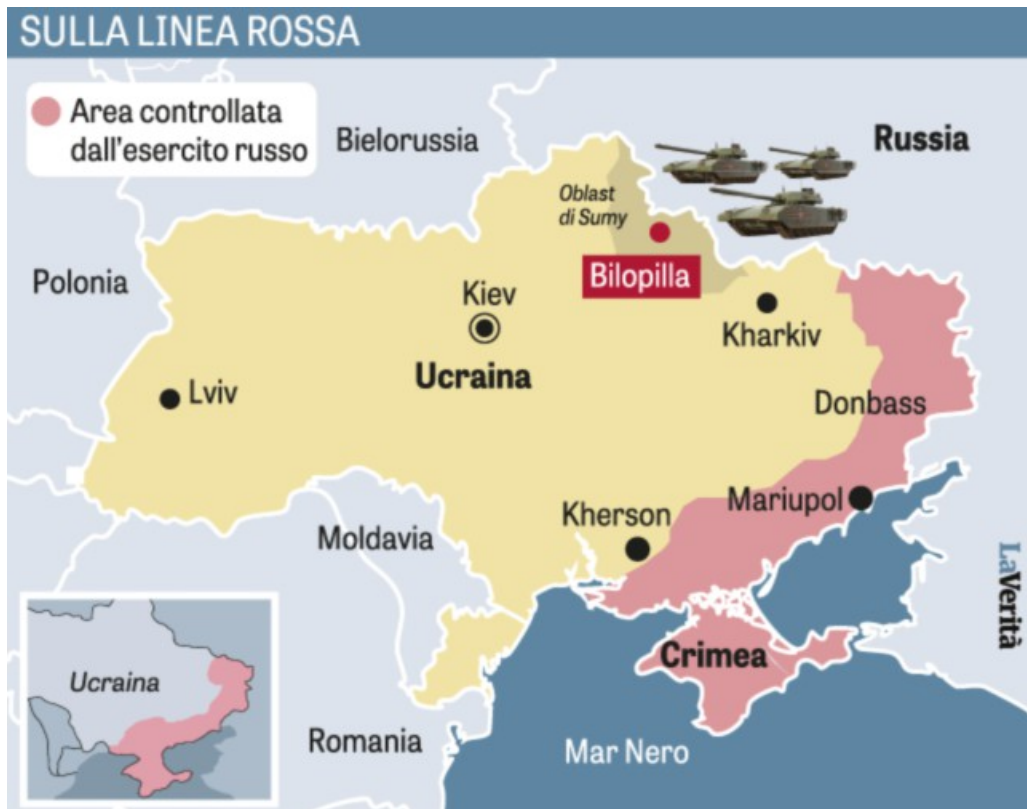 SULLA LINEA ROSSA
Area controllata
dall'esercito russo
Bielorussia
Russia
Oblast
di Sumy
Polonia
Bilopilla
Kiev
Kharkiv
Ucraina
Lviv
Donbass
Mariupol
Kherson
Moldavia
LaVerità
Crimea
Ucraina
Romania
Mar Nero